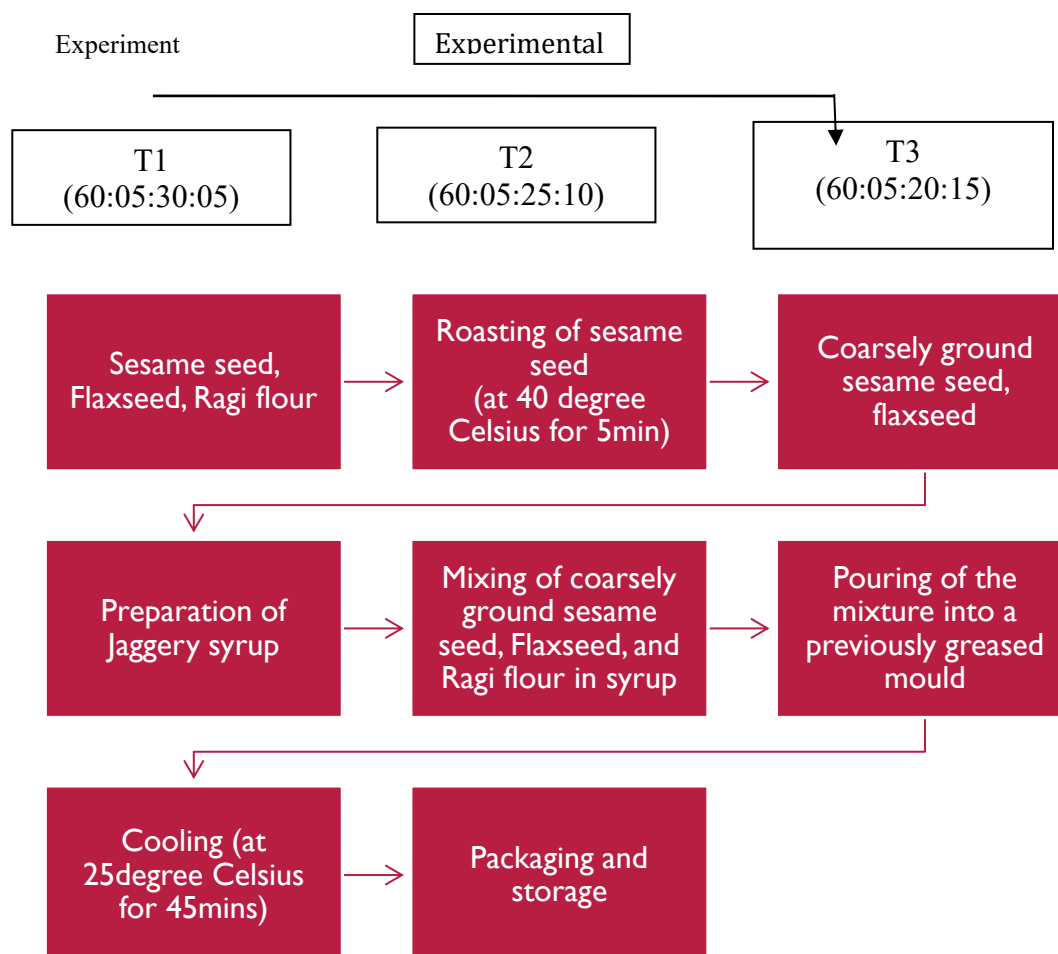 Experiment
Experimental
T1
(60:05:30:05)
T2
(60:05:25:10)
T3
(60:05:20:15)
Sesame seed,
Flaxseed, Ragi flour
Roasting of sesame
seed
(at 40 degree
Celsius for 5min)
Coarsely ground
sesame seed,
flaxseed
Preparation of
Jaggery syrup
Mixing of coarsely
ground sesame
seed, Flaxseed, and
Ragi flour in syrup
Pouring of the
mixture into a
previously greased
mould
Cooling (at
25degree Celsius
for 45mins)
Packaging and
storage